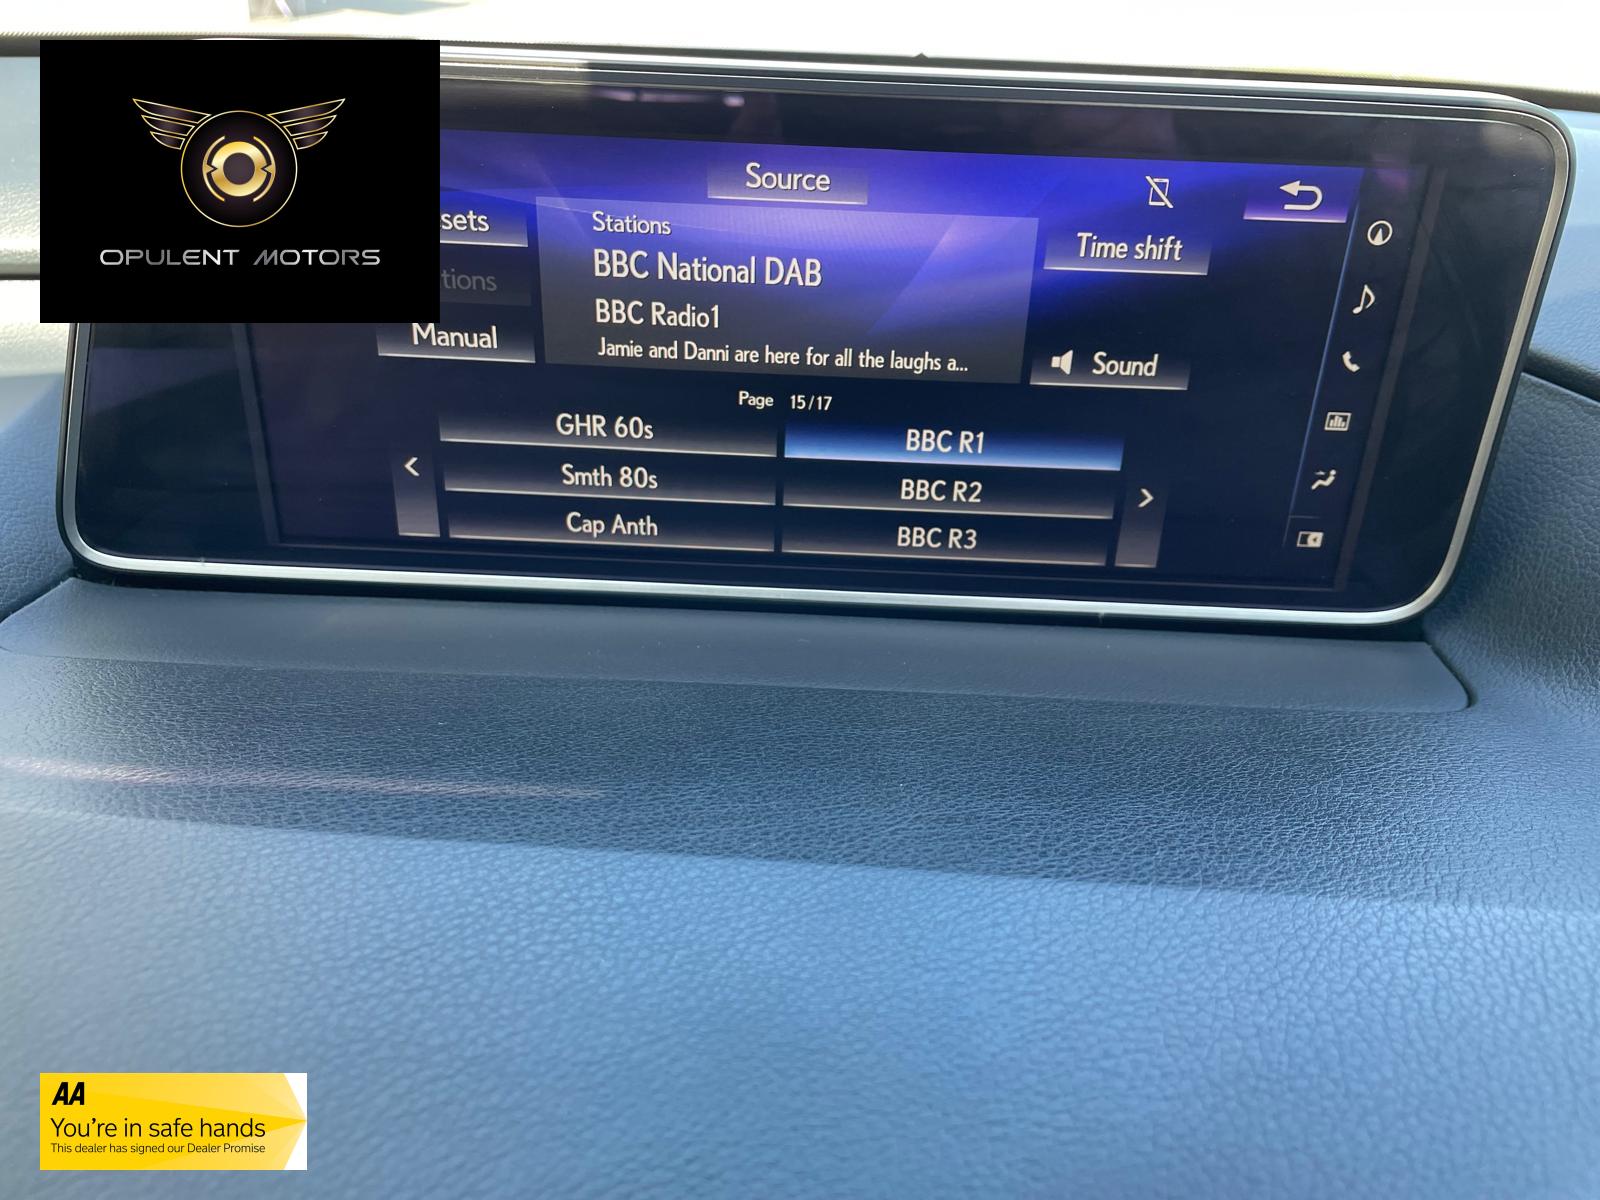 OPULENT MOTORS
Source
sets
Stations
Time shift
BBC National DAB
tions
BBC Radio1
Manual
Jamie and Danni are here for all the laughs a...
Sound
Page 15/17
GHR 60s
BBC R1
Smth 80s
BBC R2
Cap Anth
BBC R3
AA
You're in safe hands
This dealer has signed our Dealer Promise